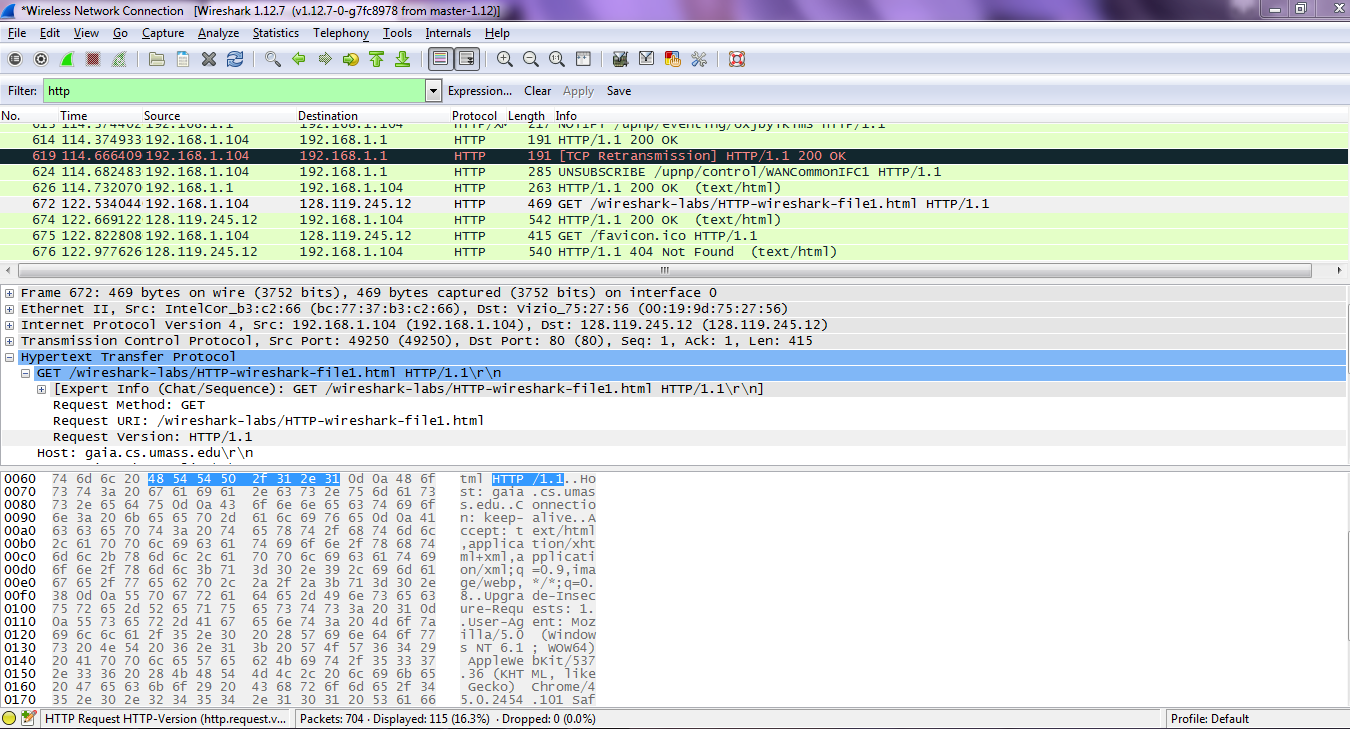 *Wireless Network Connection [Wireshark 1.12.7 (v1.12.7-0-g7fc8978 from master-1.12)]
File Edit View Go Capture Analyze Statistics Telephony Tools Internals Help
Filter: http Expression... Clear Apply Save
No. Time Source Destination Protocol Length Info
614 114.374933 192.168.1.104 192.168.1.1 HTTP 191 HTTP/1.1 200 OK
619 114.666409 192.168.1.104 192.168.1.1 HTTP 191 [TCP Retransmission] HTTP/1.1 200 OK
624 114.682483 192.168.1.104 192.168.1.1 HTTP 285 UNSUBSCRIBE /upnp/control/WANCommonIFC1 HTTP/1.1
626 114.732070 192.168.1.1 192.168.1.104 HTTP 263 HTTP/1.1 200 OK (text/html)
672 122.534044 192.168.1.104 128.119.245.12 HTTP 469 GET /wireshark-labs/HTTP-wireshark-file1.html HTTP/1.1
674 122.669122 128.119.245.12 192.168.1.104 HTTP 542 HTTP/1.1 200 OK (text/html)
675 122.822808 192.168.1.104 128.119.245.12 HTTP 415 GET /favicon.ico HTTP/1.1
676 122.977626 128.119.245.12 192.168.1.104 HTTP 540 HTTP/1.1 404 Not Found (text/html)
Frame 672: 469 bytes on wire (3752 bits), 469 bytes captured (3752 bits) on interface 0
Ethernet II, Src: IntelCor_b3:c2:66 (bc:77:37:b3:c2:66), Dst: Vizio_75:27:56 (00:19:9d:75:27:56)
Internet Protocol Version 4, Src: 192.168.1.104 (192.168.1.104), Dst: 128.119.245.12 (128.119.245.12)
Transmission Control Protocol, Src Port: 49250 (49250), Dst Port: 80 (80), Seq: 1, Ack: 1, Len: 415
Hypertext Transfer Protocol
GET /wireshark-labs/HTTP-wireshark-file1.html HTTP/1.1\r\n
[Expert Info (Chat/Sequence): GET /wireshark-labs/HTTP-wireshark-file1.html HTTP/1.1\r\n]
Request Method: GET
Request URI: /wireshark-labs/HTTP-wireshark-file1.html
Request Version: HTTP/1.1
Host: gaia.cs.umass.edu\r\n
0060 74 6d 6c 20 48 54 54 50 2f 31 2e 31 0d 0a 48 6f tml HTTP /1.1..Ho
0070 73 74 3a 20 67 61 69 61 2e 63 73 2e 75 6d 61 73 st: gaia .cs.umas
0080 73 2e 65 64 75 0d 0a 43 6f 6e 6e 65 63 74 69 6f s.edu..C onnectio
0090 6e 3a 20 6b 65 65 70 2d 61 6c 69 76 65 0d 0a 41 n: keep- alive..A
00a0 63 63 65 70 74 3a 20 74 65 78 74 2f 68 74 6d 6c ccept: t ext/html
00b0 2c 61 70 70 6c 69 63 61 74 69 6f 6e 2f 78 68 74 ,applica tion/xht
00c0 6d 6c 2b 78 6d 6c 2c 61 70 70 6c 69 63 61 74 69 ml+xml,a pplicati
00d0 6f 6e 2f 78 6d 6c 3b 71 3d 30 2e 39 2c 69 6d 61 on/xml;q =0.9,ima
00e0 67 65 2f 77 65 62 70 2c 2a 2f 2a 3b 71 3d 30 2e ge/webp, */*;q=0.
00f0 38 0d 0a 55 70 67 72 61 64 65 2d 49 6e 73 65 63 8..Upgra de-Insec
0100 75 72 65 2d 52 65 71 75 65 73 74 73 3a 20 31 0d ure-Requ ests: 1.
0110 0a 55 73 65 72 2d 41 67 65 6e 74 3a 20 4d 6f 7a .User-Ag ent: Moz
0120 69 6c 6c 61 2f 35 2e 30 20 28 57 69 6e 64 6f 77 illa/5.0 (Window
0130 73 20 4e 54 20 36 2e 31 3b 20 57 4f 57 36 34 29 s NT 6.1 ; WOW64)
0140 20 41 70 70 6c 65 57 65 62 4b 69 74 2f 35 33 37 AppleWe bKit/537
0150 2e 33 36 20 28 4b 48 54 4d 4c 2c 20 6c 69 6b 65 .36 (KHT ML, like
0160 20 47 65 63 6b 6f 29 20 43 68 72 6f 6d 65 2f 34 Gecko) Chrome/4
0170 35 2e 30 2e 32 34 35 34 2e 31 30 31 20 53 61 66 5.0.2454 .101 Saf
HTTP Request HTTP-Version (http.request.v... Packets: 704 · Displayed: 115 (16.3%) · Dropped: 0 (0.0%) Profile: Default